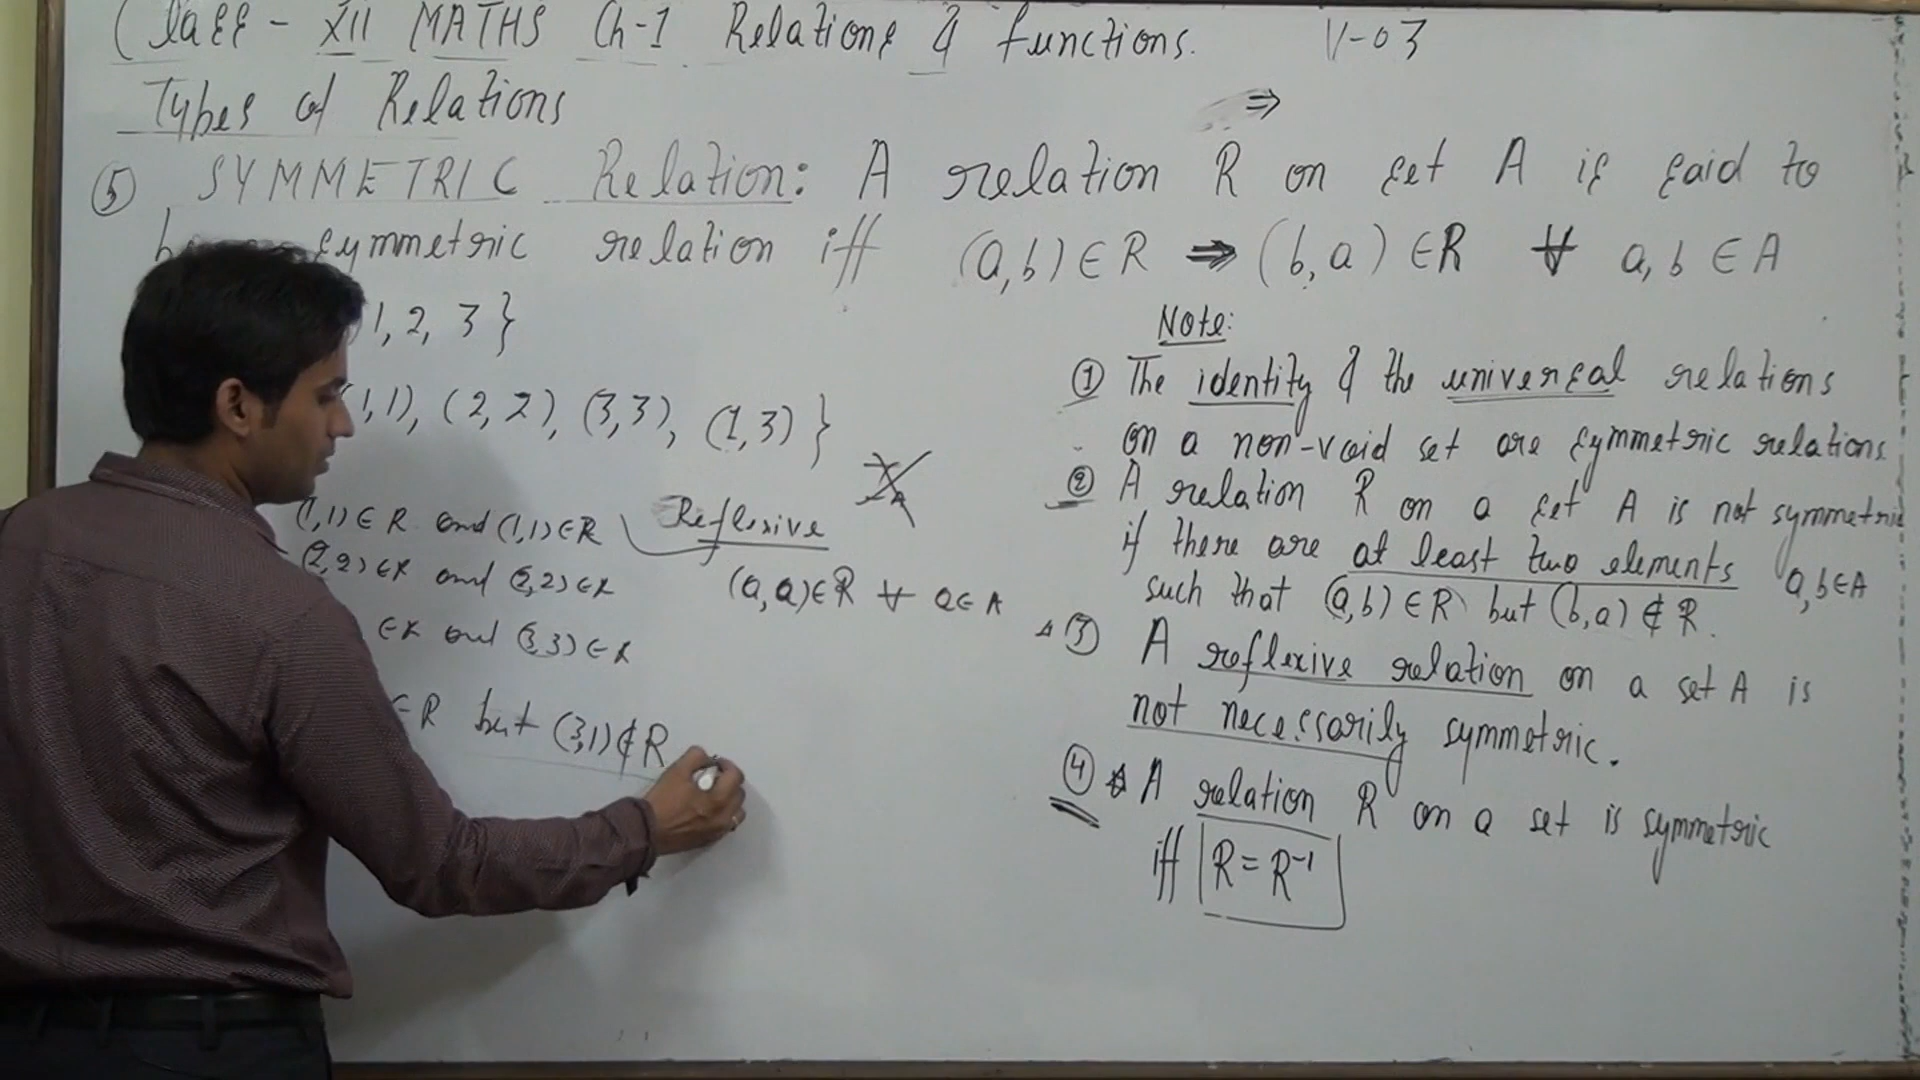 Class - XII MATHS Ch-1 Relations & functions. V-03
Types of Relations ⇒
⑤ SYMMETRIC Relation: A relation R on set A is said to
symmetric relation iff (a,b) ∈ R ⇒ (b,a) ∈ R ∀ a, b ∈ A
1, 2, 3 }
1,1), (2,2), (3,3), (1,3) }
(1,1) ∈ R and (1,1) ∈ R Reflexive
(2,2) ∈ R and (2,2) ∈ R (a,a) ∈ R ∀ a ∈ A
∈ R and (3,3) ∈ R
∈ R but (3,1) ∉ R
Note:
① The identity & the universal relations
on a non-void set are symmetric relations
② A relation R on a set A is not symmetric
if there are at least two elements a, b ∈ A
such that (a,b) ∈ R but (b,a) ∉ R.
③ A reflexive relation on a set A is
not necessarily symmetric.
④ A relation R on a set is symmetric
iff R = R⁻¹